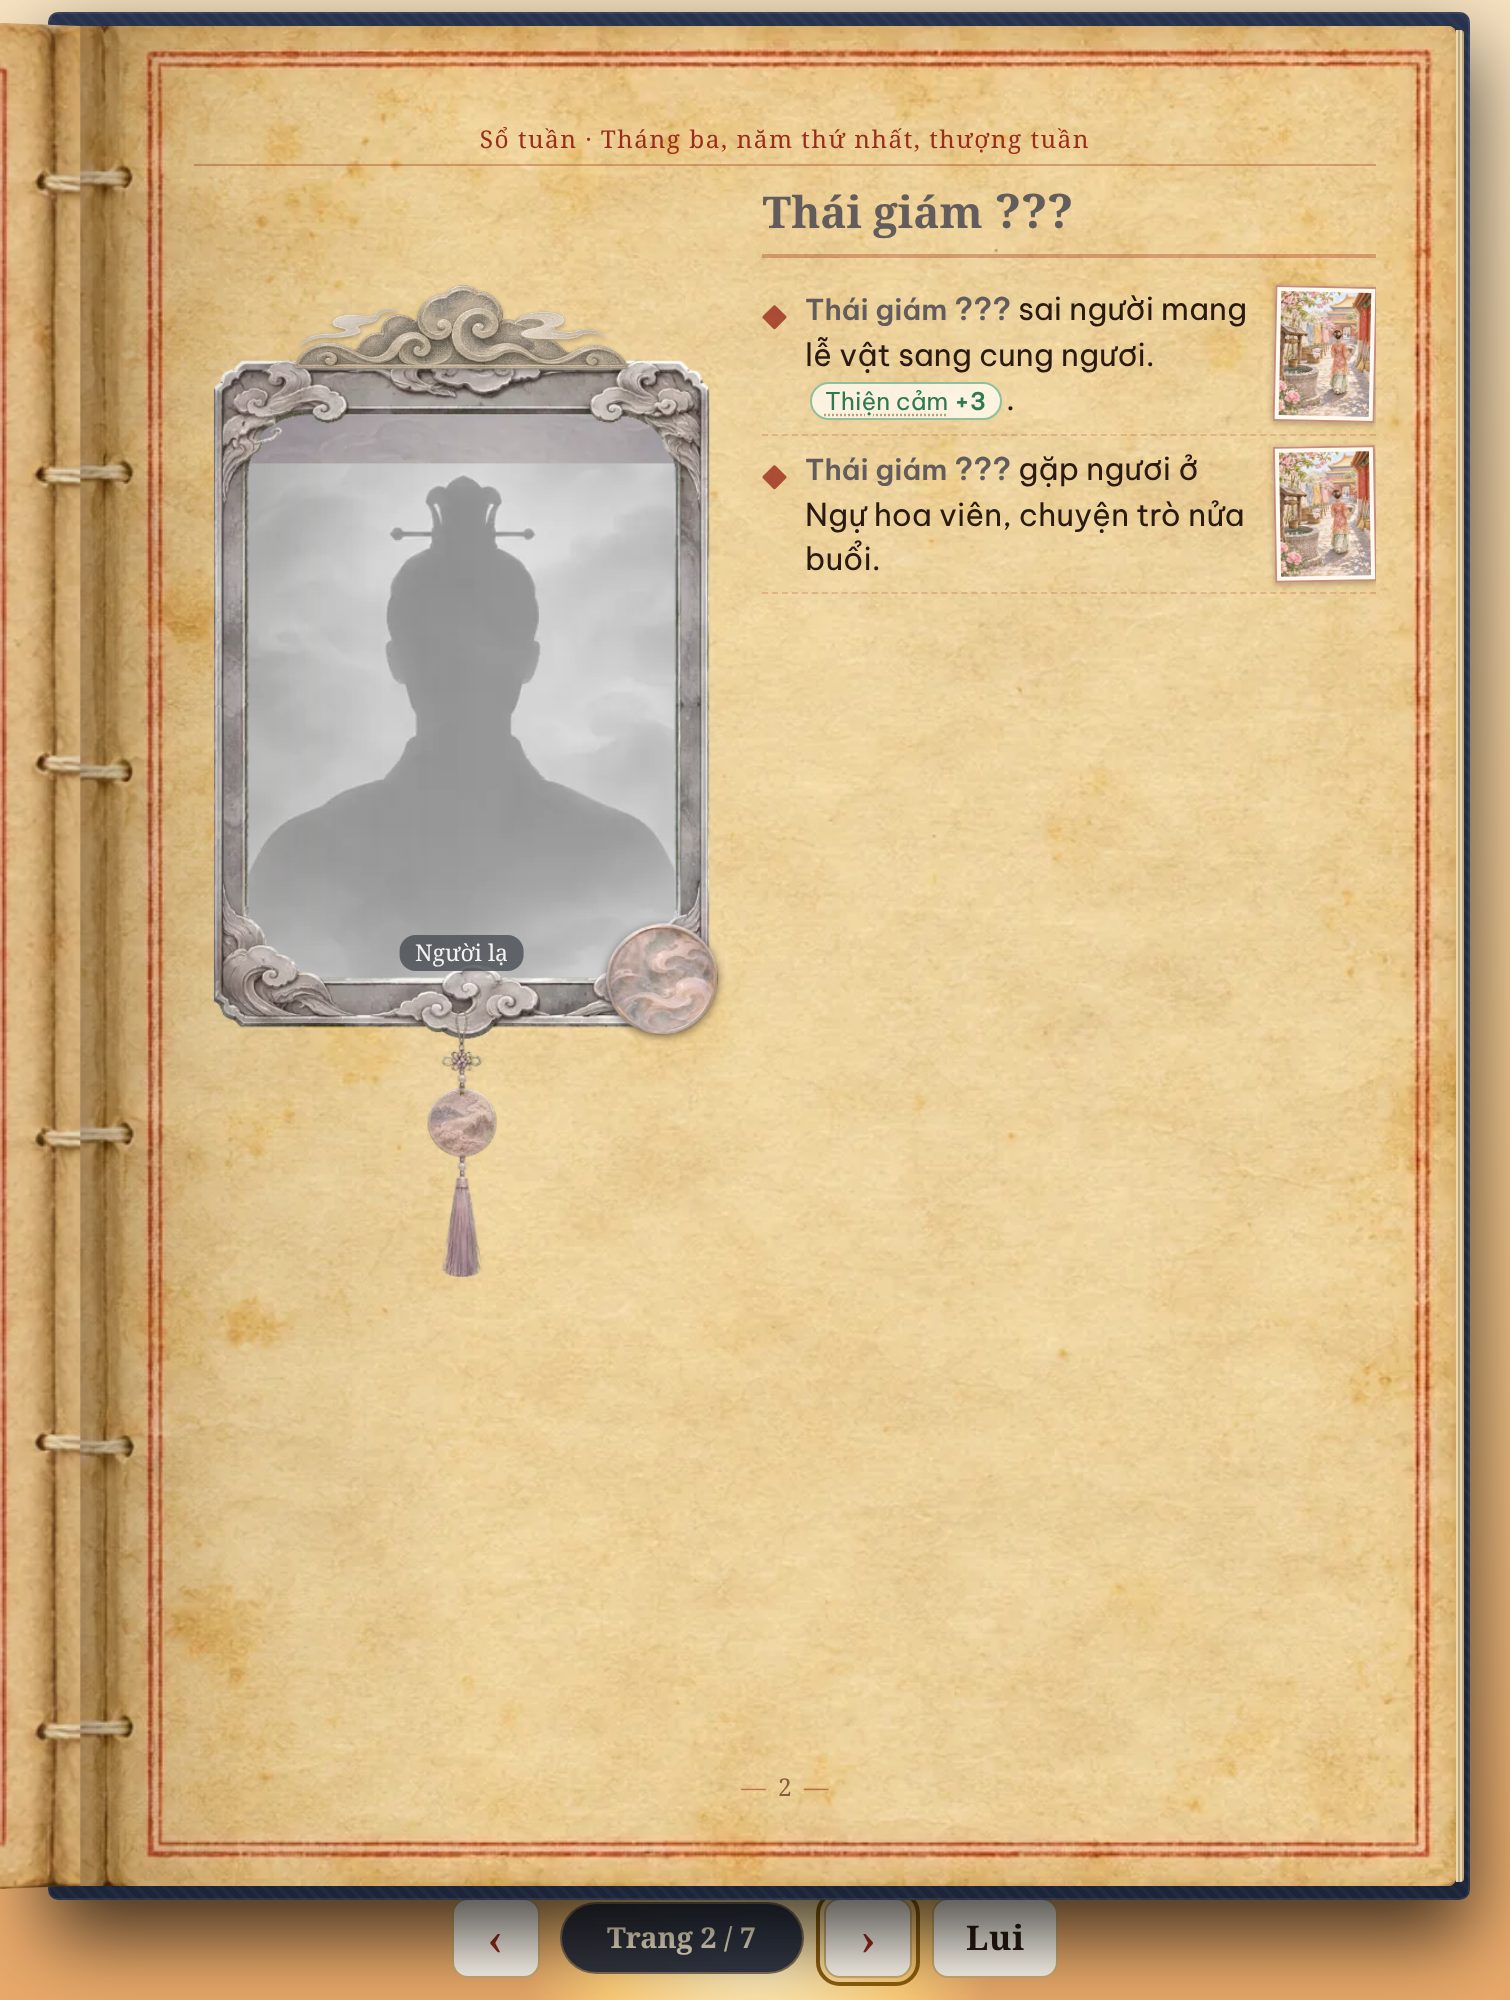 Sổ tuần · Tháng ba, năm thứ nhất, thượng tuần
Thái giám ???
Thái giám ??? sai người mang
lễ vật sang cung ngươi.
Thiện cảm +3 .
Thái giám ??? gặp ngươi ở
Ngự hoa viên, chuyện trò nửa
buổi.
Người lạ
— 2 —
‹
Trang 2 / 7
›
Lui